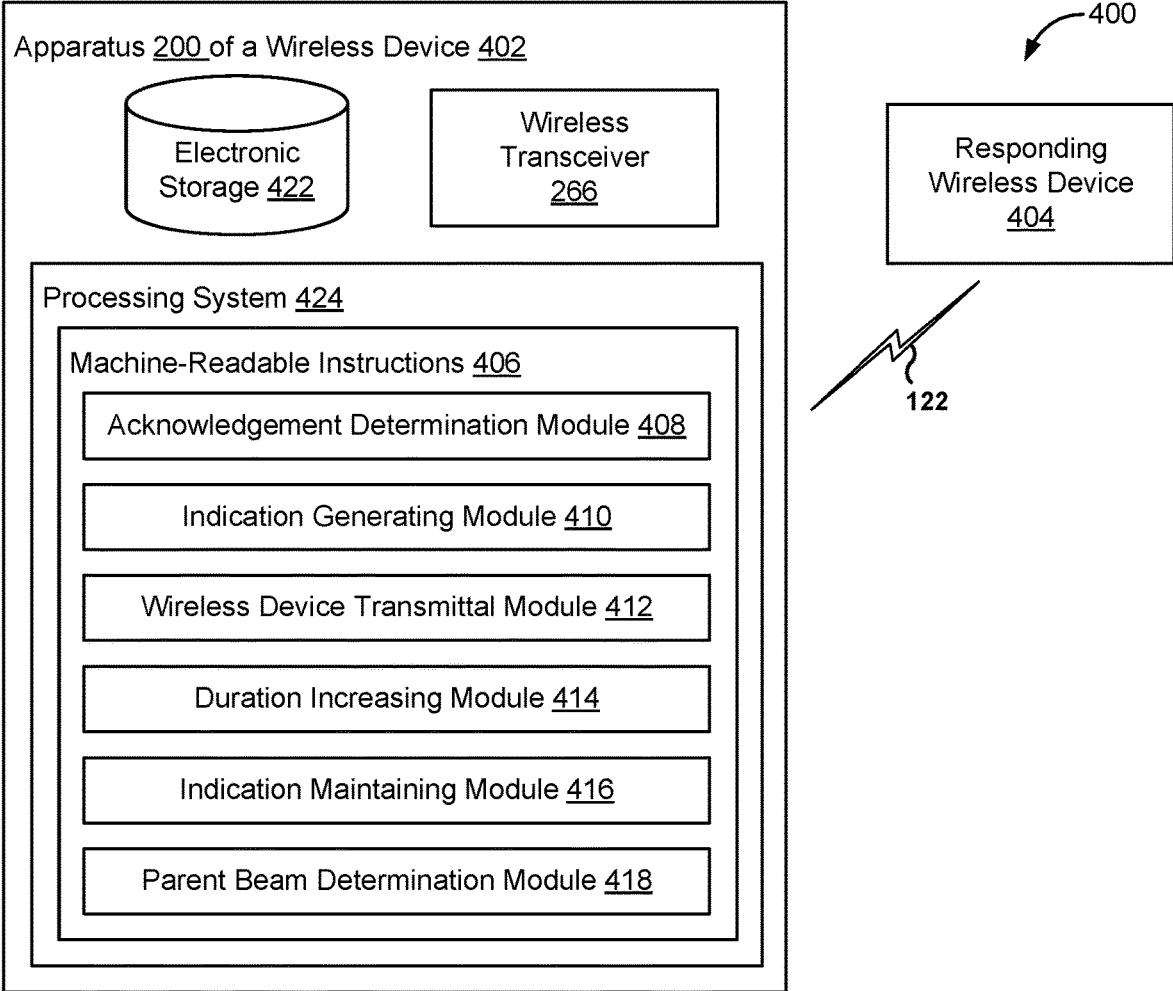 400
Apparatus 200 of a Wireless Device 402
Electronic
Storage 422
Wireless
Transceiver
266
Responding
Wireless Device
404
Processing System 424
Machine-Readable Instructions 406
122
Acknowledgement Determination Module 408
Indication Generating Module 410
Wireless Device Transmittal Module 412
Duration Increasing Module 414
Indication Maintaining Module 416
Parent Beam Determination Module 418